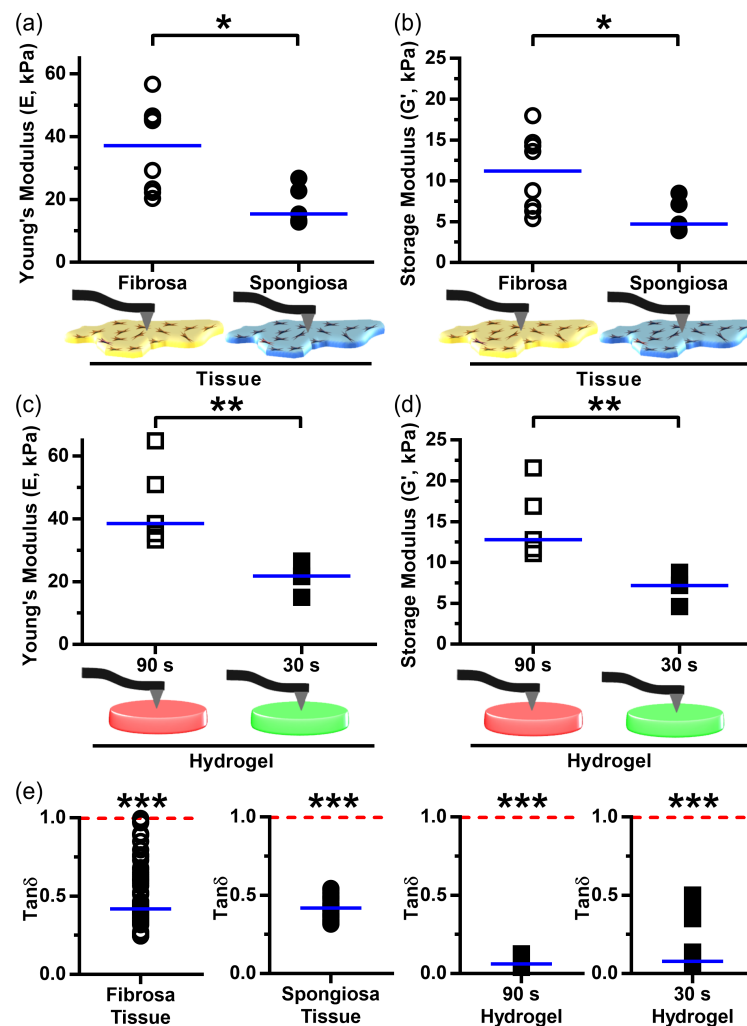 (a)
*
Young's Modulus (E, kPa)
60
40
20
0
Fibrosa Spongiosa
Tissue
(b)
*
Storage Modulus (G', kPa)
25
20
15
10
5
0
Fibrosa Spongiosa
Tissue
(c)
**
Young's Modulus (E, kPa)
60
40
20
0
90 s 30 s
Hydrogel
(d)
**
Storage Modulus (G', kPa)
25
20
15
10
5
0
90 s 30 s
Hydrogel
(e)
***
Tanδ
1.0
0.5
0.0
Fibrosa
Tissue
***
Tanδ
1.0
0.5
0.0
Spongiosa
Tissue
***
Tanδ
1.0
0.5
0.0
90 s
Hydrogel
***
Tanδ
1.0
0.5
0.0
30 s
Hydrogel